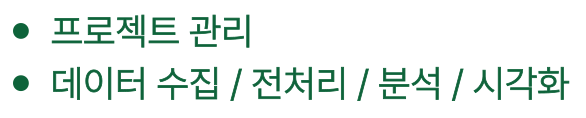 • 프로젝트 관리
• 데이터 수집 / 전처리 / 분석 / 시각화